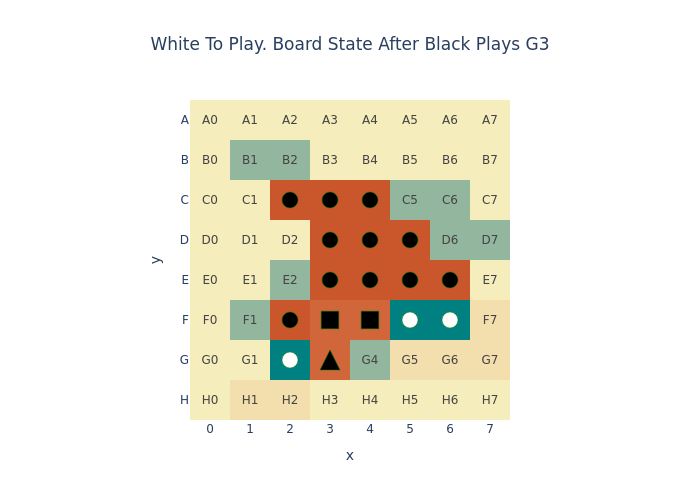 White To Play. Board State After Black Plays G3
A A0 A1 A2 A3 A4 A5 A6 A7
B B0 B1 B2 B3 B4 B5 B6 B7
C C0 C1 C5 C6 C7
D D0 D1 D2 D6 D7
y
E E0 E1 E2 E7
F F0 F1 F7
G G0 G1 G4 G5 G6 G7
H H0 H1 H2 H3 H4 H5 H6 H7
0 1 2 3 4 5 6 7
x